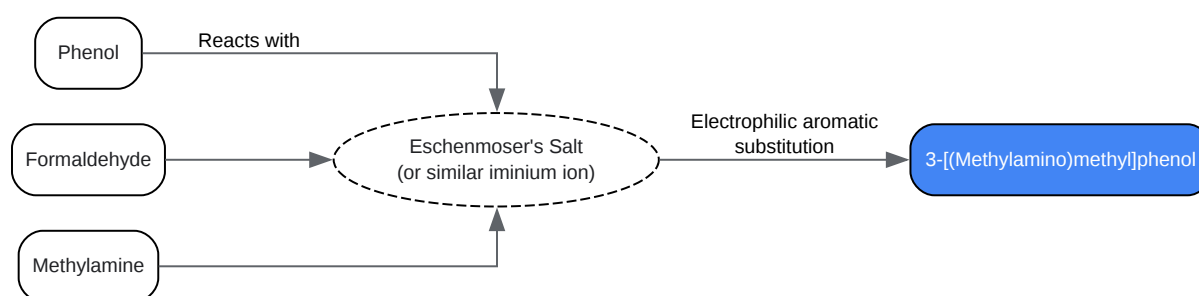 Phenol
Reacts with
Formaldehyde
Eschenmoser's Salt
(or similar iminium ion)
Electrophilic aromatic
substitution
3-[(Methylamino)methyl]phenol
Methylamine